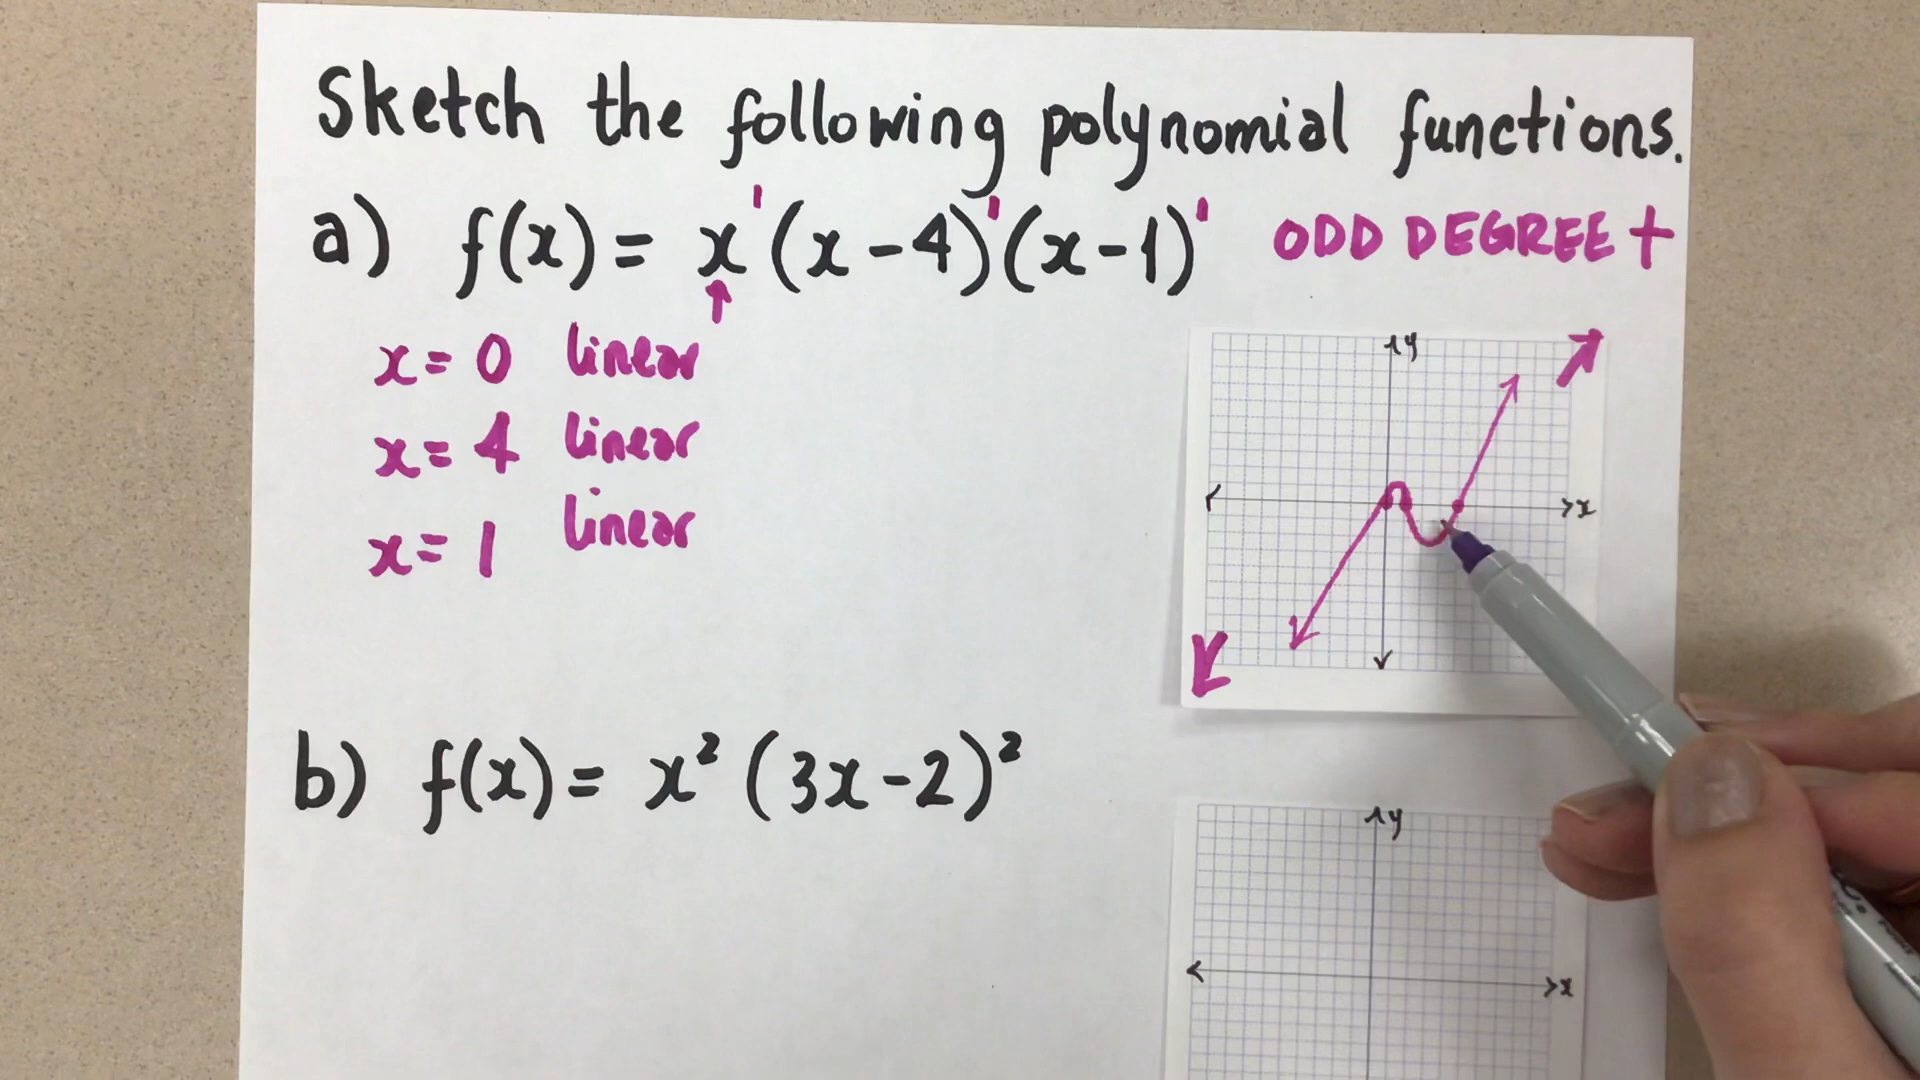 Sketch the following polynomial functions.
a) f(x) = x¹(x-4)¹(x-1)¹ ODD DEGREE +
x = 0 linear
x = 4 linear
x = 1 linear
y
x
b) f(x) = x²(3x-2)²
y
x